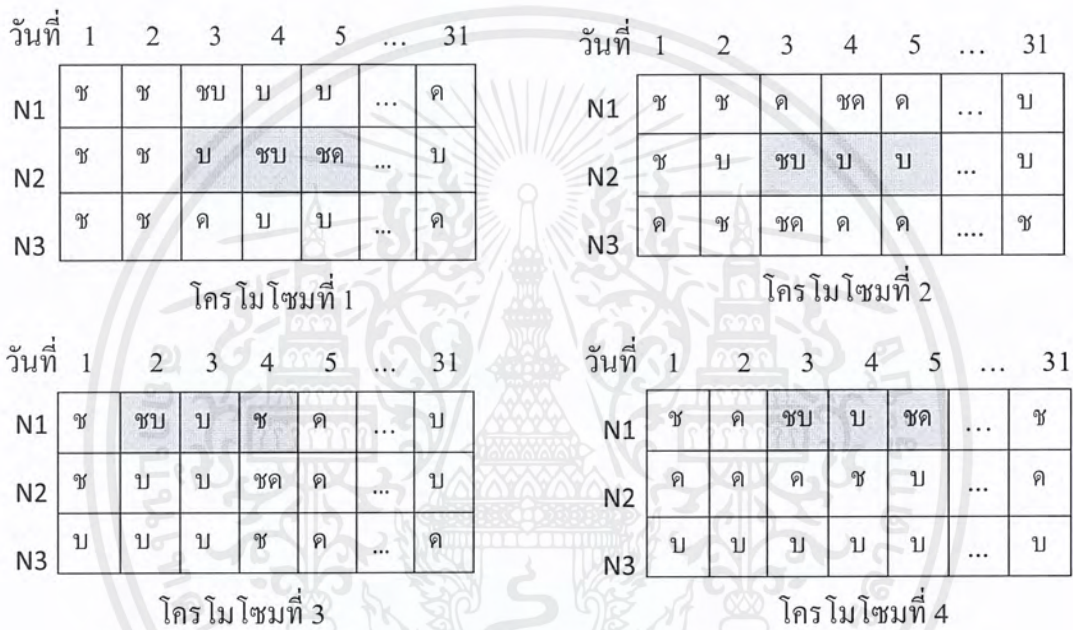 วันที่ 1 2 3 4 5 ... 31
N1 ช ช ชบ บ บ ... ค
N2 ช ช บ ชบ ชค ... บ
N3 ช ช ค บ บ ... ค
โครโมโซมที่ 1
วันที่ 1 2 3 4 5 ... 31
N1 ช ช ค ชค ค ... บ
N2 ช บ ชบ บ บ ... บ
N3 ค ช ชค ค ค .... ช
โครโมโซมที่ 2
วันที่ 1 2 3 4 5 ... 31
N1 ช ชบ บ ช ค ... บ
N2 ช บ บ ชค ค ... บ
N3 บ บ บ ช ค ... ค
โครโมโซมที่ 3
วันที่ 1 2 3 4 5 ... 31
N1 ช ค ชบ บ ชค ... ช
N2 ค ค ค ช บ ... ค
N3 บ บ บ บ บ ... บ
โครโมโซมที่ 4